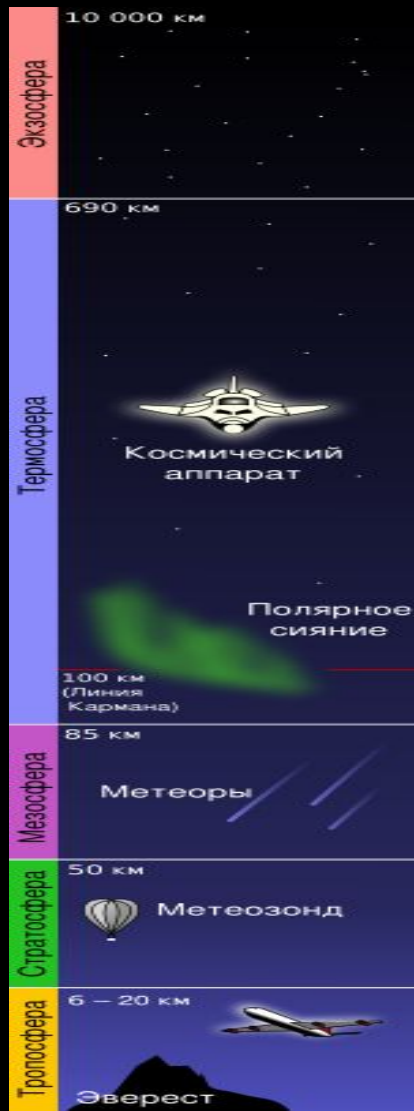 10 000 км
Экзосфера
690 км
Термосфера
Космический
аппарат
Полярное
сияние
100 км
(Линия
Кармана)
85 км
Мезосфера
Метеоры
50 км
Стратосфера
Метеозонд
6 – 20 км
Тропосфера
Эверест